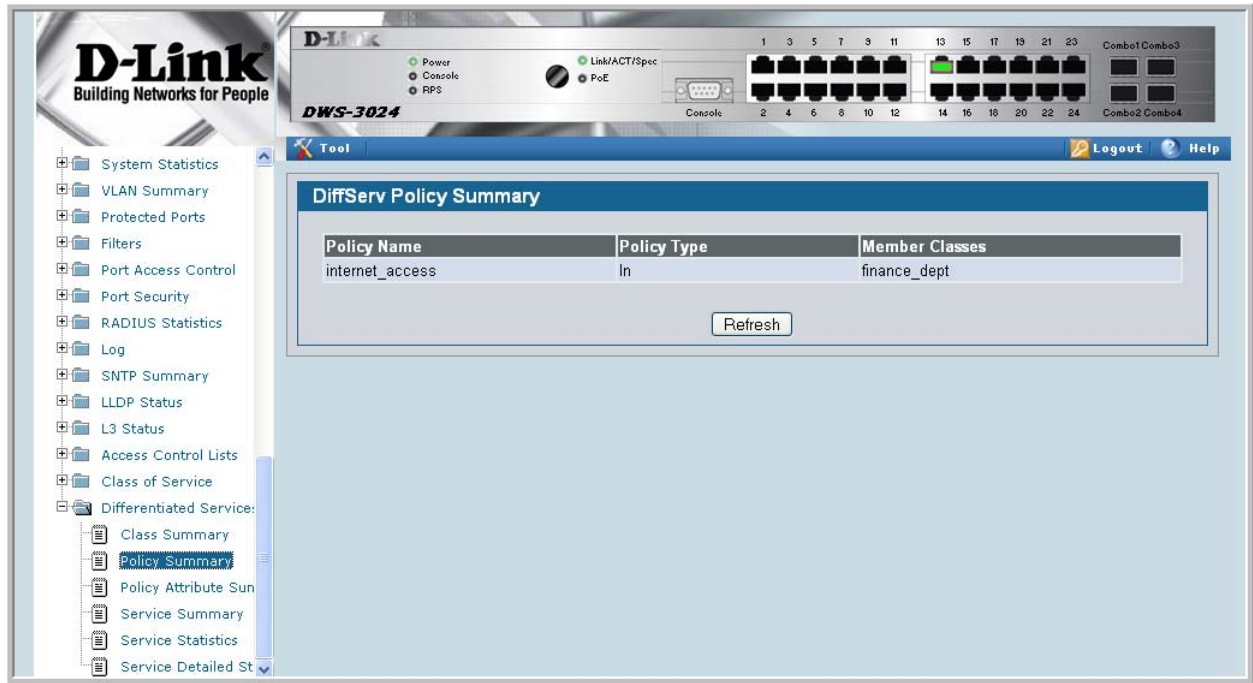 D-Link
Building Networks for People
D-Link
Power
Console
RPS
Link/ACT/Spec
PoE
DWS-3024
Console
1 3 5 7 9 11 13 15 17 19 21 23
Combo1 Combo3
2 4 6 8 10 12 14 16 18 20 22 24
Combo2 Combo4
Tool
Logout
Help
System Statistics
VLAN Summary
Protected Ports
Filters
Port Access Control
Port Security
RADIUS Statistics
Log
SNTP Summary
LLDP Status
L3 Status
Access Control Lists
Class of Service
Differentiated Services
Class Summary
Policy Summary
Policy Attribute Sun
Service Summary
Service Statistics
Service Detailed St
DiffServ Policy Summary
Policy Name Policy Type Member Classes
internet_access In finance_dept
Refresh